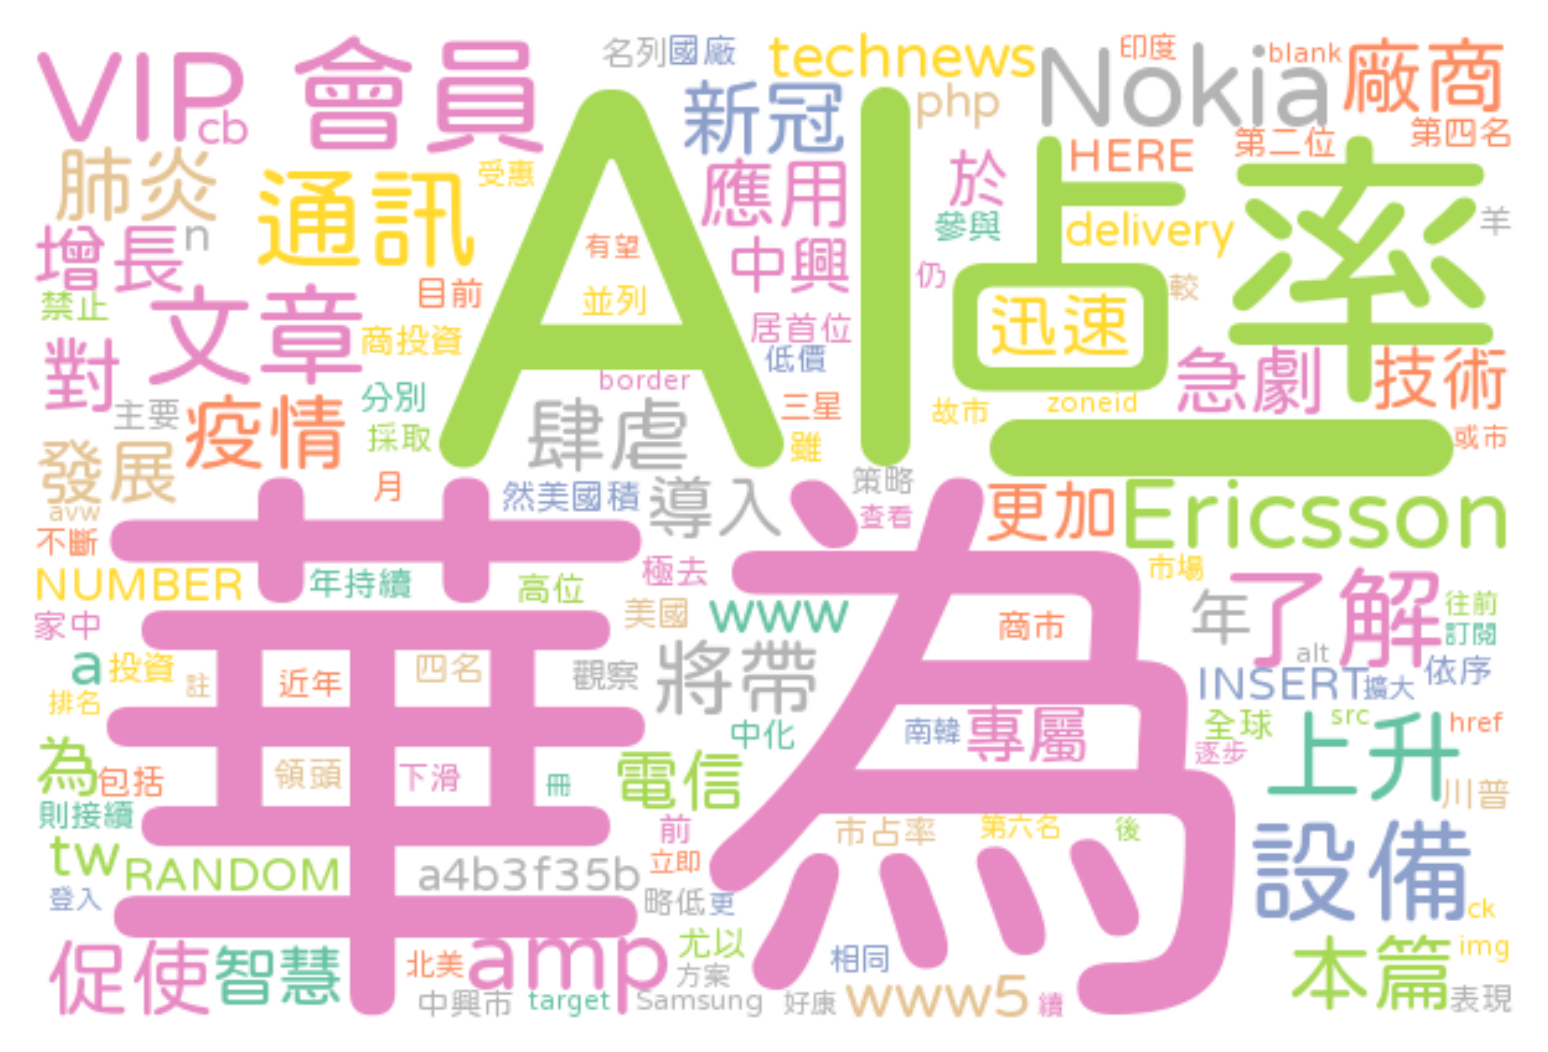 VIP
cb
會員
名列
國廠
technews
Nokia
印度
blank
廠商
新冠
php
第二位
第四名
肺炎
通訊
受惠
AI
應用
於
HERE
占率
羊
增長
n
有望
中興
參與
delivery
仍
較
禁止
文章
目前
並列
居首位
迅速
對
商投資
低價
急劇
技術
主要
分別
border
三星
故市
zoneid
疫情
採取
肆虐
雖
或市
發展
avw
月
然美國積
導入
策略
查看
更加
Ericsson
不斷
華為
NUMBER
年持續
高位
極去
市場
家中
美國
www
商市
年
了解
往前
訂閱
a
投資
註
近年
四名
觀察
將帶
alt
INSERT
擴大
依序
排名
中化
南韓
專屬
全球
src
href
為
包括
領頭
下滑
冊
電信
逐步
上升
川普
則接續
前
市占率
第六名
後
tw
RANDOM
a4b3f35b
立即
設備
登入
略低
更
ck
促使
智慧
北美
amp
尤以
方案
相同
本篇
img
中興市
target
Samsung
好康
www5
續
表現